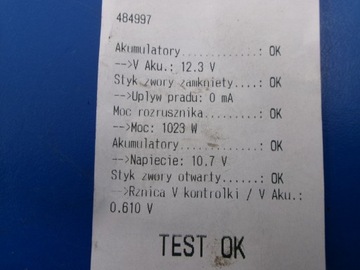 484997
Akumulatory...........: OK
-->V Aku.: 12.3 V
Styk zwory zamkniety....: OK
-->Uplyw pradu: 0 mA
Moc rozrusznika.........: OK
-->Moc: 1023 W
Akumulatory...........: OK
-->Napiecie: 10.7 V
Styk zwory otwarty......: OK
-->Rznica V kontrolki / V Aku.:
0.610 V
TEST OK